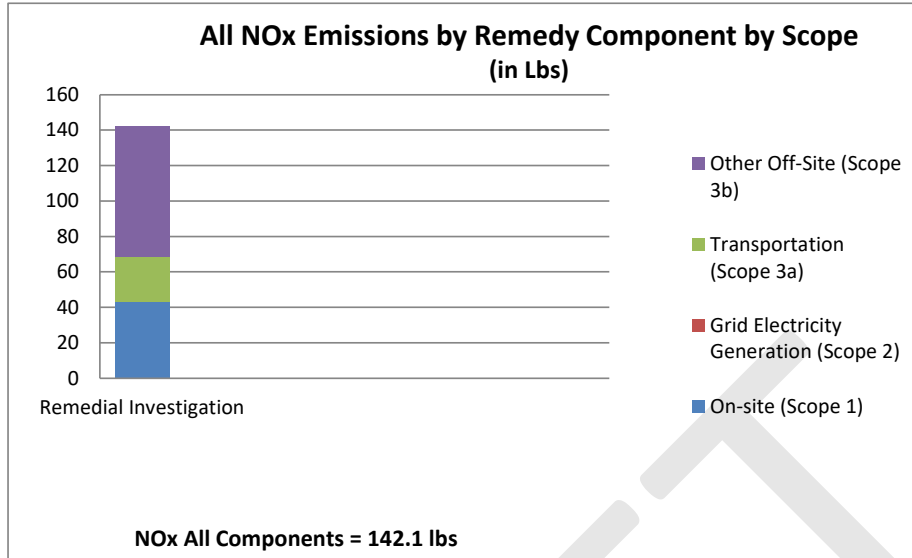 All NOx Emissions by Remedy Component by Scope
(in Lbs)
160
140
120
100
80
60
40
20
0
Remedial Investigation
Other Off-Site (Scope
3b)
Transportation
(Scope 3a)
Grid Electricity
Generation (Scope 2)
On-site (Scope 1)
NOx All Components = 142.1 lbs